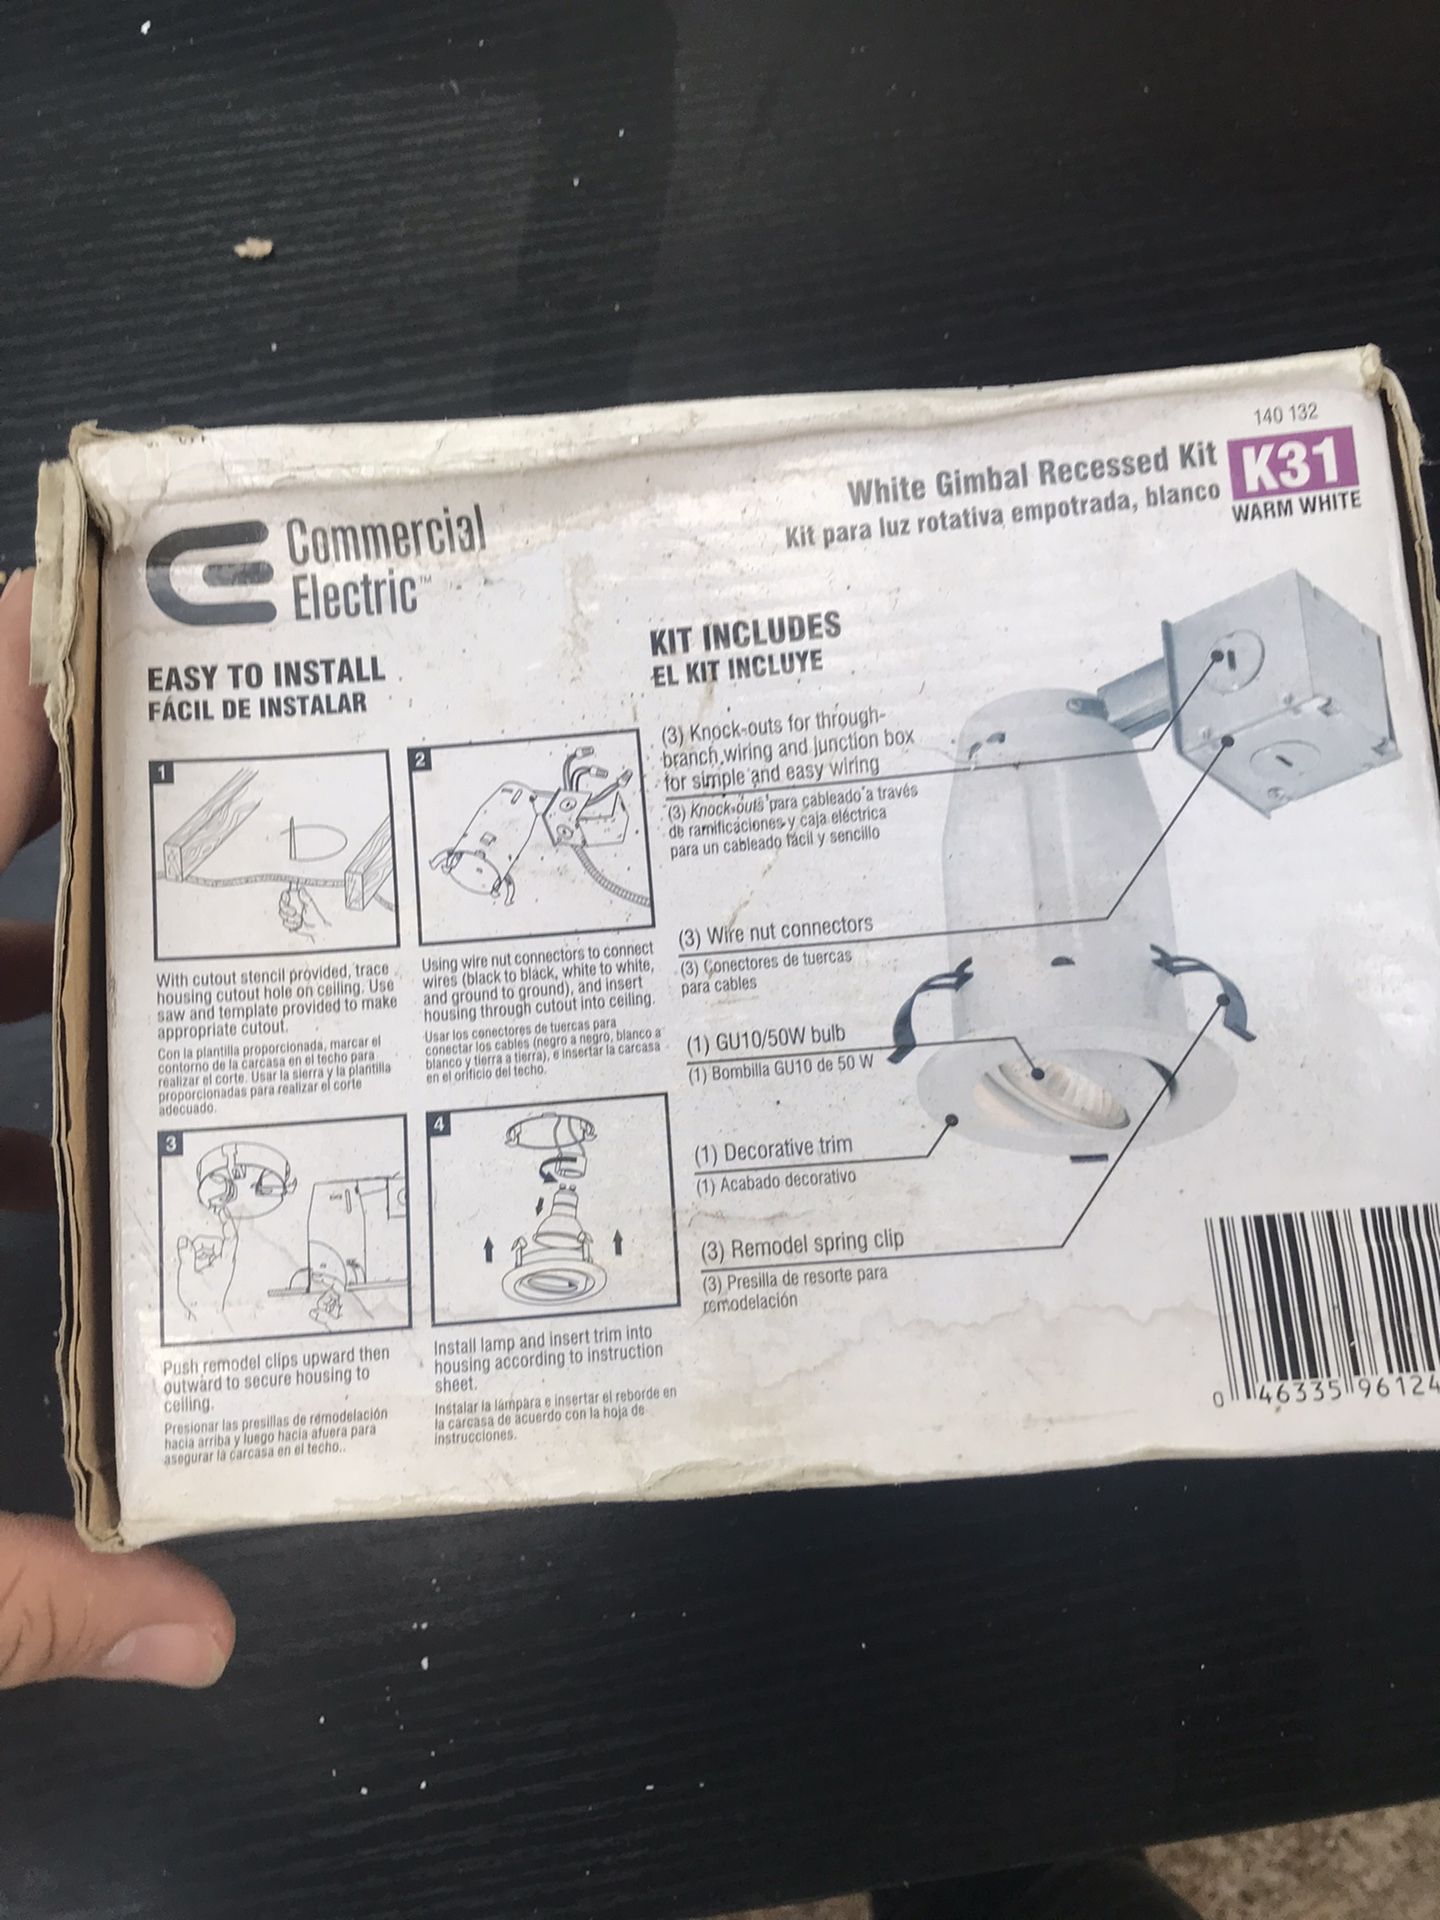 140 132
White Gimbal Recessed Kit
Kit para luz rotativa empotrada, blanco
K31
WARM WHITE
Commercial
Electric™
EASY TO INSTALL
FÁCIL DE INSTALAR
1
With cutout stencil provided, trace
housing cutout hole on ceiling. Use
saw and template provided to make
appropriate cutout.
Con la plantilla proporcionada, marcar el
contorno de la carcasa en el techo para
realizar el corte. Usar la sierra y la plantilla
proporcionadas para realizar el corte
adecuado.
2
Using wire nut connectors to connect
wires (black to black, white to white,
and ground to ground), and insert
housing through cutout into ceiling.
Usar los conectores de tuercas para
conectar los cables (negro a negro, blanco a
blanco y tierra a tierra), e insertar la carcasa
en el orificio del techo.
3
Push remodel clips upward then
outward to secure housing to
ceiling.
Presionar las presillas de remodelación
hacia arriba y luego hacia afuera para
asegurar la carcasa en el techo..
4
Install lamp and insert trim into
housing according to instruction
sheet.
Instalar la lámpara e insertar el reborde en
la carcasa de acuerdo con la hoja de
instrucciones.
KIT INCLUDES
EL KIT INCLUYE
(3) Knock-outs for through-
branch wiring and junction box
for simple and easy wiring
(3) Knock-outs para cableado a través
de ramificaciones y caja eléctrica
para un cableado fácil y sencillo
(3) Wire nut connectors
(3) Conectores de tuercas
para cables
(1) GU10/50W bulb
(1) Bombilla GU10 de 50 W
(1) Decorative trim
(1) Acabado decorativo
(3) Remodel spring clip
(3) Presilla de resorte para
remodelación
0 46335 96124